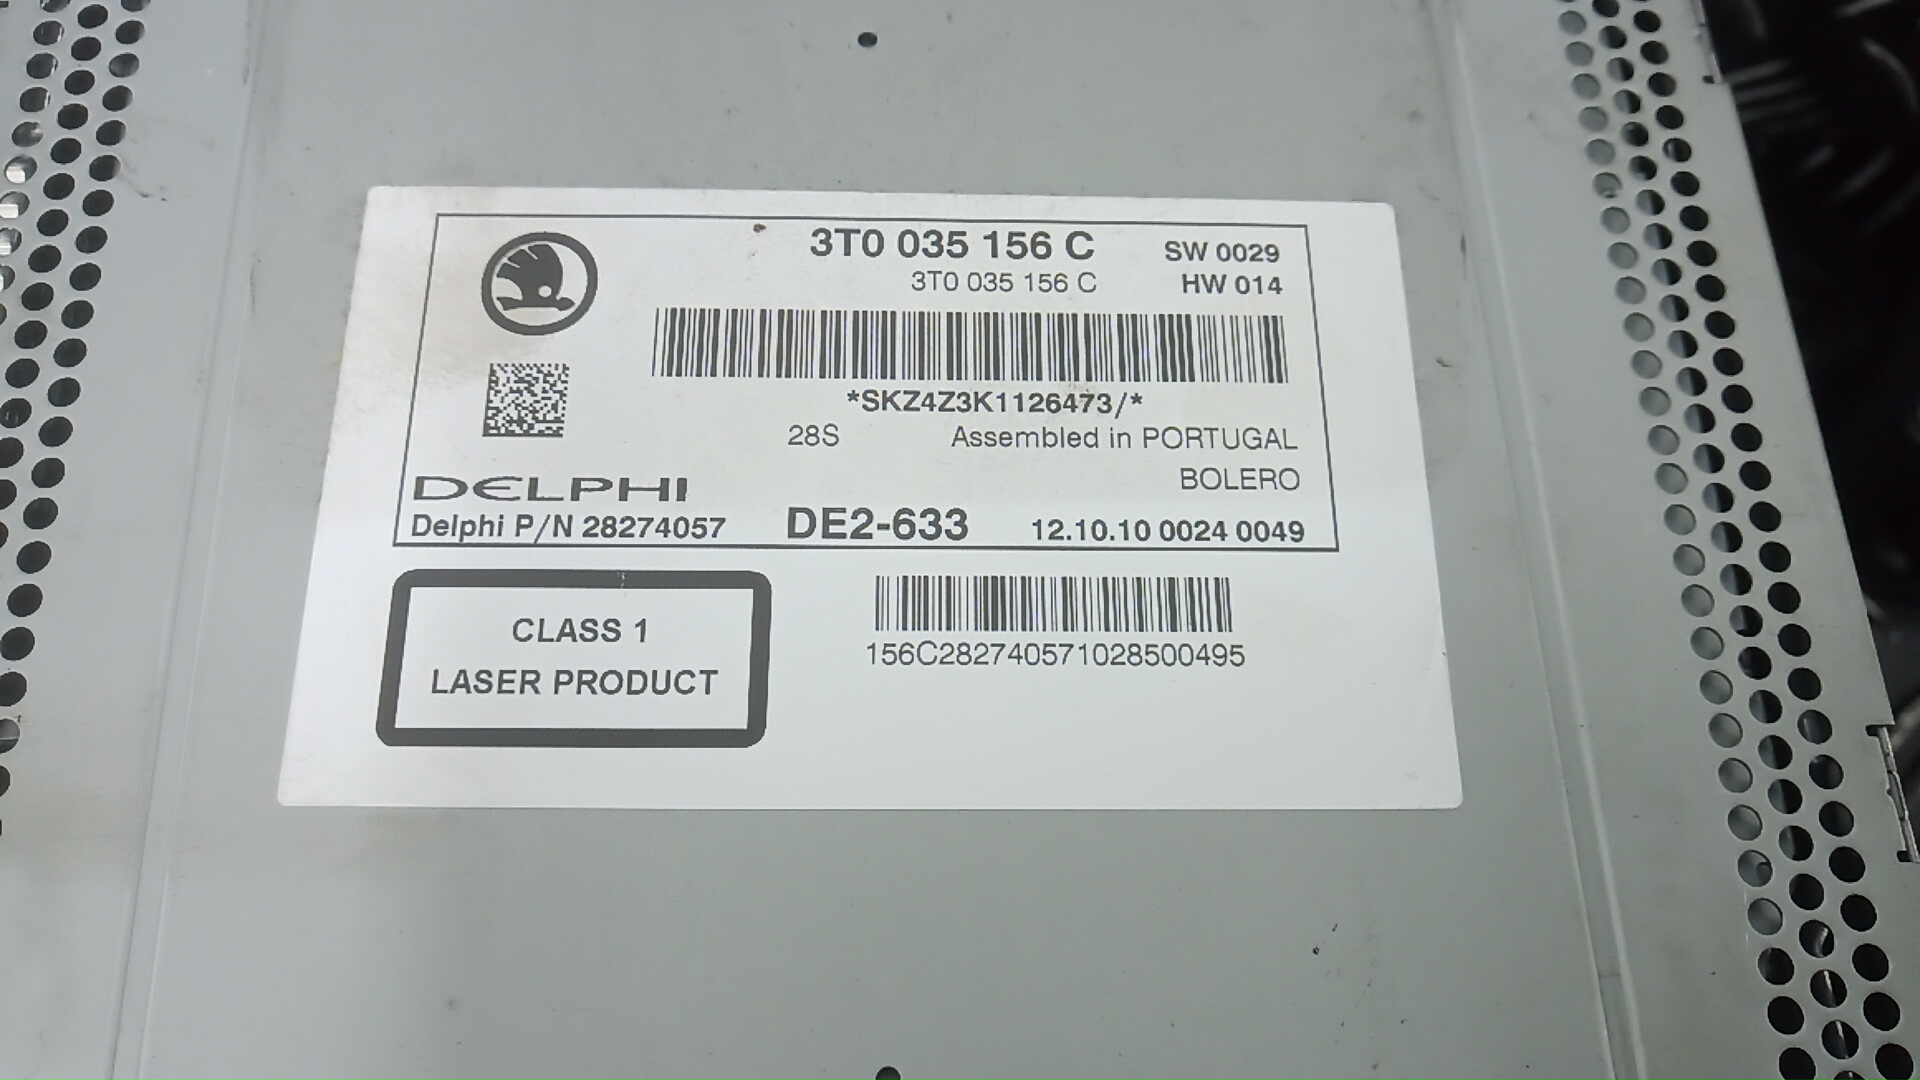 3T0 035 156 C SW 0029
3T0 035 156 C HW 014
*SKZ4Z3K1126473/*
28S Assembled in PORTUGAL
BOLERO
DELPHI
Delphi P/N 28274057 DE2-633 12.10.10 0024 0049
CLASS 1
LASER PRODUCT
156C282740571028500495